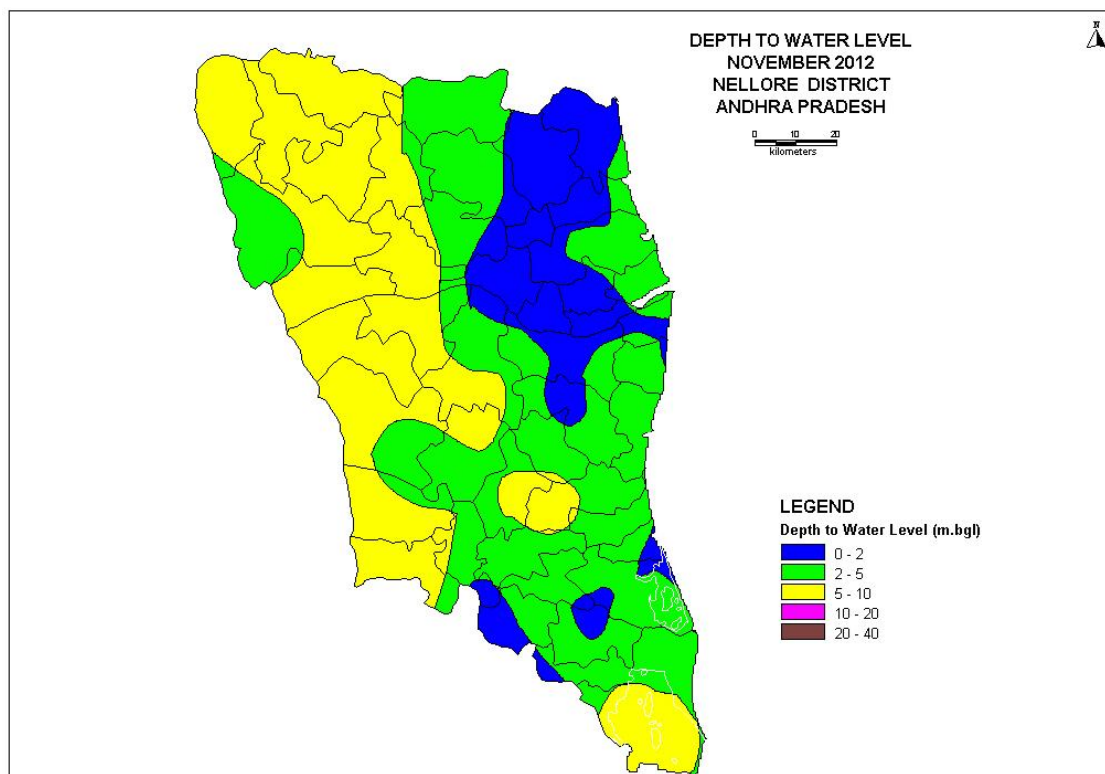 DEPTH TO WATER LEVEL
NOVEMBER 2012
NELLORE DISTRICT
ANDHRA PRADESH
N
0 10 20
kilometers
LEGEND
Depth to Water Level (m.bgl)
0 - 2
2 - 5
5 - 10
10 - 20
20 - 40